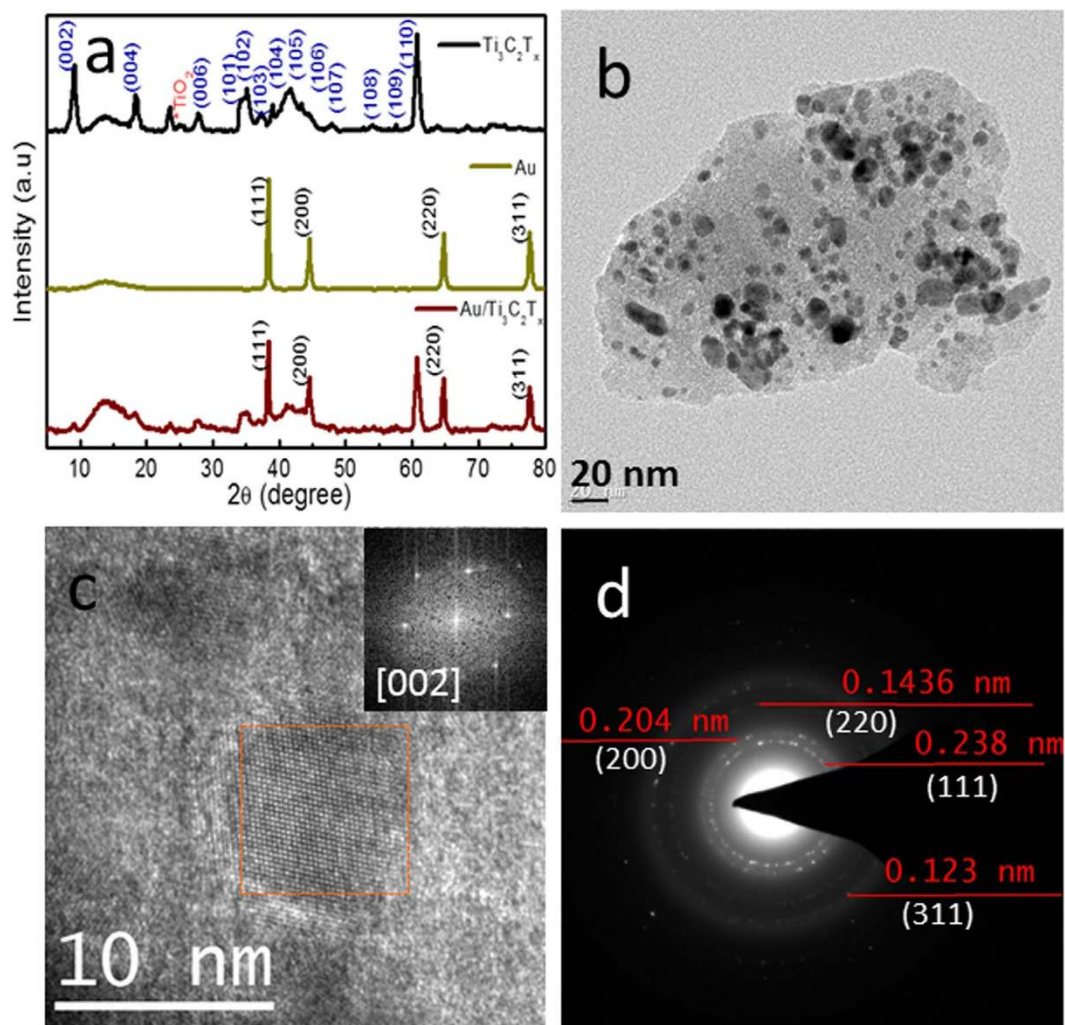 a
(002)
(004)
*TiO₂
(006)
(101)
(102)
(103)
(104)
(105)
(106)
(107)
(108)
(109)
(110)
Ti₃C₂Tₓ
Au
(111)
(200)
(220)
(311)
Au/Ti₃C₂Tₓ
(111)
(200)
(220)
(311)
Intensity (a.u)
10 20 30 40 50 60 70 80
2θ (degree)
b
20 nm
20 nm
c
[002]
10 nm
d
0.1436 nm
(220)
0.204 nm
(200)
0.238 nm
(111)
0.123 nm
(311)